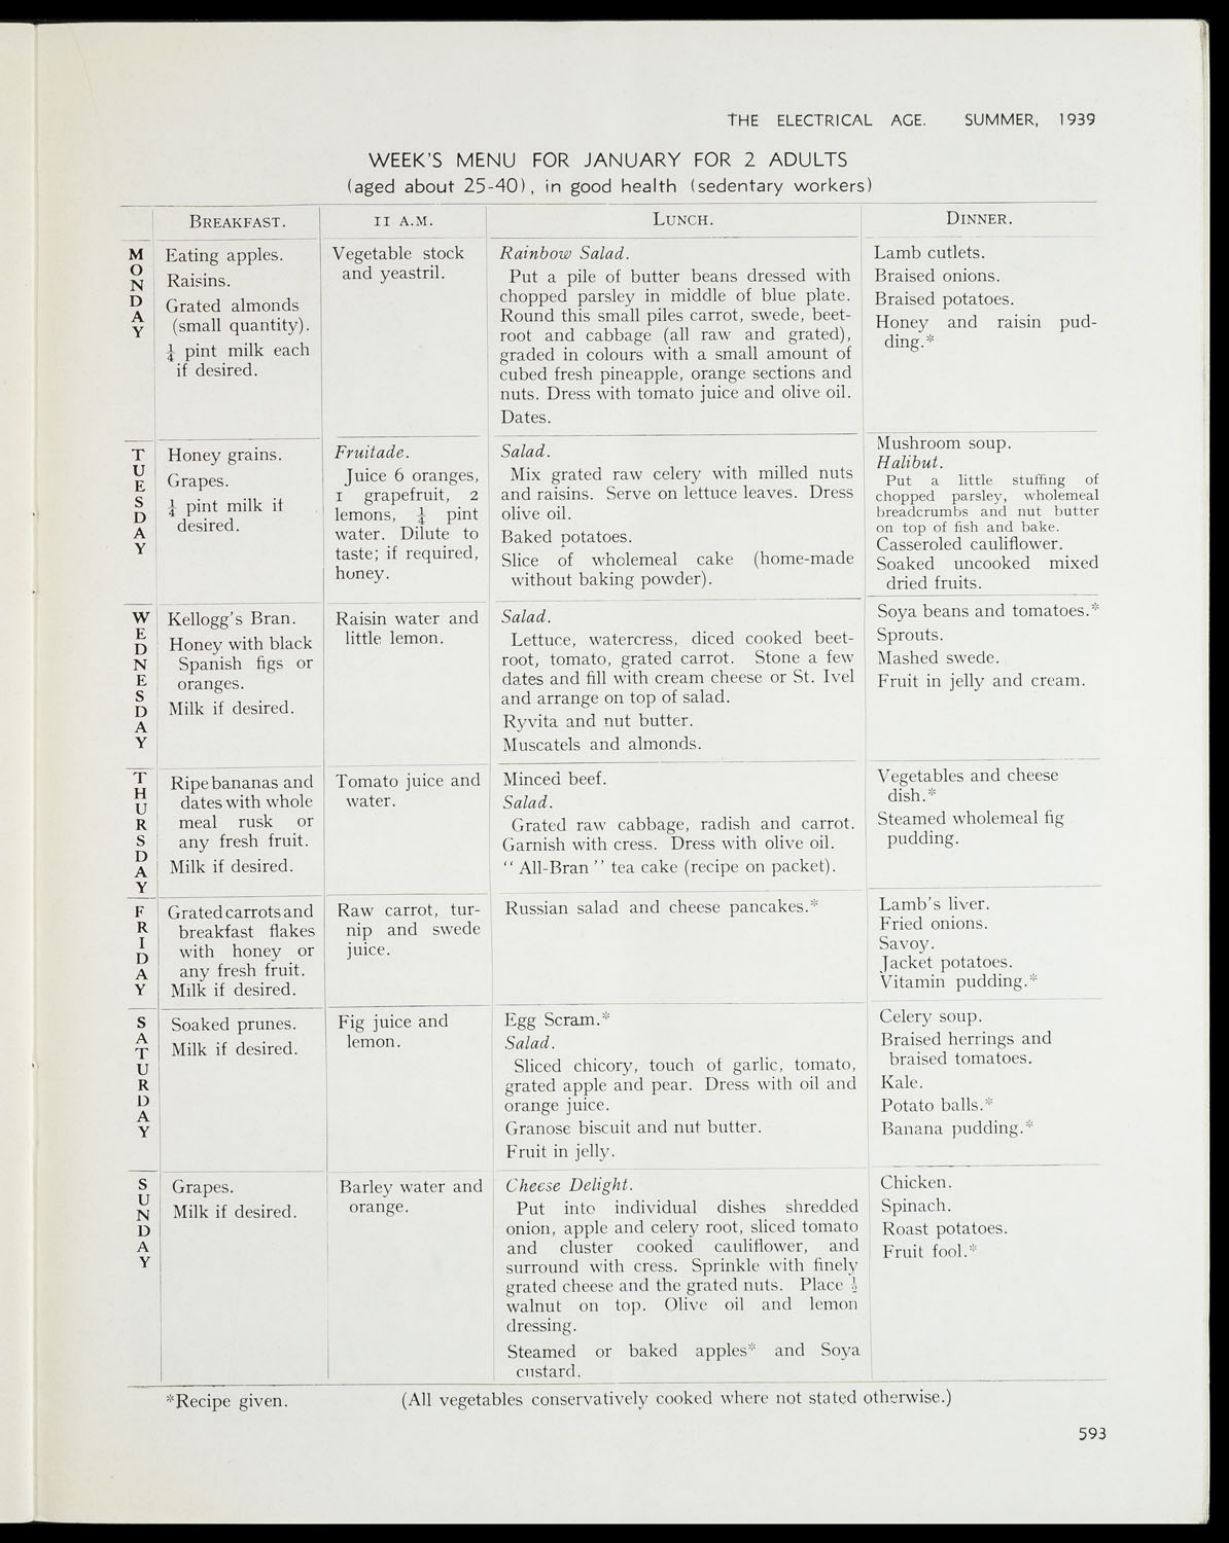 THE ELECTRICAL AGE. SUMMER, 1939
WEEK'S MENU FOR JANUARY FOR 2 ADULTS
(aged about 25-40), in good health (sedentary workers)
BREAKFAST.
11 A.M.
LUNCH.
DINNER.
MONDAY
Eating apples.
Raisins.
Grated almonds
(small quantity).
¼ pint milk each
if desired.
Vegetable stock
and yeastril.
Rainbow Salad.
Put a pile of butter beans dressed with
chopped parsley in middle of blue plate.
Round this small piles carrot, swede, beet-
root and cabbage (all raw and grated),
graded in colours with a small amount of
cubed fresh pineapple, orange sections and
nuts. Dress with tomato juice and olive oil.
Dates.
Lamb cutlets.
Braised onions.
Braised potatoes.
Honey and raisin pud-
ding.*
TUESDAY
Honey grains.
Grapes.
¼ pint milk if
desired.
Fruitade.
Juice 6 oranges,
1 grapefruit, 2
lemons, ¼ pint
water. Dilute to
taste; if required,
honey.
Salad.
Mix grated raw celery with milled nuts
and raisins. Serve on lettuce leaves. Dress
olive oil.
Baked potatoes.
Slice of wholemeal cake (home-made
without baking powder).
Mushroom soup.
Halibut.
Put a little stuffing of
chopped parsley, wholemeal
breadcrumbs and nut butter
on top of fish and bake.
Casseroled cauliflower.
Soaked uncooked mixed
dried fruits.
WEDNESDAY
Kellogg's Bran.
Honey with black
Spanish figs or
oranges.
Milk if desired.
Raisin water and
little lemon.
Salad.
Lettuce, watercress, diced cooked beet-
root, tomato, grated carrot. Stone a few
dates and fill with cream cheese or St. Ivel
and arrange on top of salad.
Ryvita and nut butter.
Muscatels and almonds.
Soya beans and tomatoes.*
Sprouts.
Mashed swede.
Fruit in jelly and cream.
THURSDAY
Ripe bananas and
dates with whole
meal rusk or
any fresh fruit.
Milk if desired.
Tomato juice and
water.
Minced beef.
Salad.
Grated raw cabbage, radish and carrot.
Garnish with cress. Dress with olive oil.
"All-Bran" tea cake (recipe on packet).
Vegetables and cheese
dish.*
Steamed wholemeal fig
pudding.
FRIDAY
Grated carrots and
breakfast flakes
with honey or
any fresh fruit.
Milk if desired.
Raw carrot, tur-
nip and swede
juice.
Russian salad and cheese pancakes.*
Lamb's liver.
Fried onions.
Savoy.
Jacket potatoes.
Vitamin pudding.*
SATURDAY
Soaked prunes.
Milk if desired.
Fig juice and
lemon.
Egg Scram.*
Salad.
Sliced chicory, touch of garlic, tomato,
grated apple and pear. Dress with oil and
orange juice.
Granose biscuit and nut butter.
Fruit in jelly.
Celery soup.
Braised herrings and
braised tomatoes.
Kale.
Potato balls.*
Banana pudding.*
SUNDAY
Grapes.
Milk if desired.
Barley water and
orange.
Cheese Delight.
Put into individual dishes shredded
onion, apple and celery root, sliced tomato
and cluster cooked cauliflower, and
surround with cress. Sprinkle with finely
grated cheese and the grated nuts. Place ½
walnut on top. Olive oil and lemon
dressing.
Steamed or baked apples* and Soya
custard.
Chicken.
Spinach.
Roast potatoes.
Fruit fool.*
*Recipe given.
(All vegetables conservatively cooked where not stated otherwise.)
593